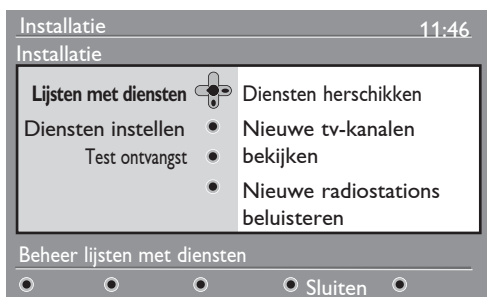 Installatie 11:46
Installatie
Lijsten met diensten
Diensten instellen
Test ontvangst
Diensten herschikken
Nieuwe tv-kanalen
bekijken
Nieuwe radiostations
beluisteren
Beheer lijsten met diensten
Sluiten